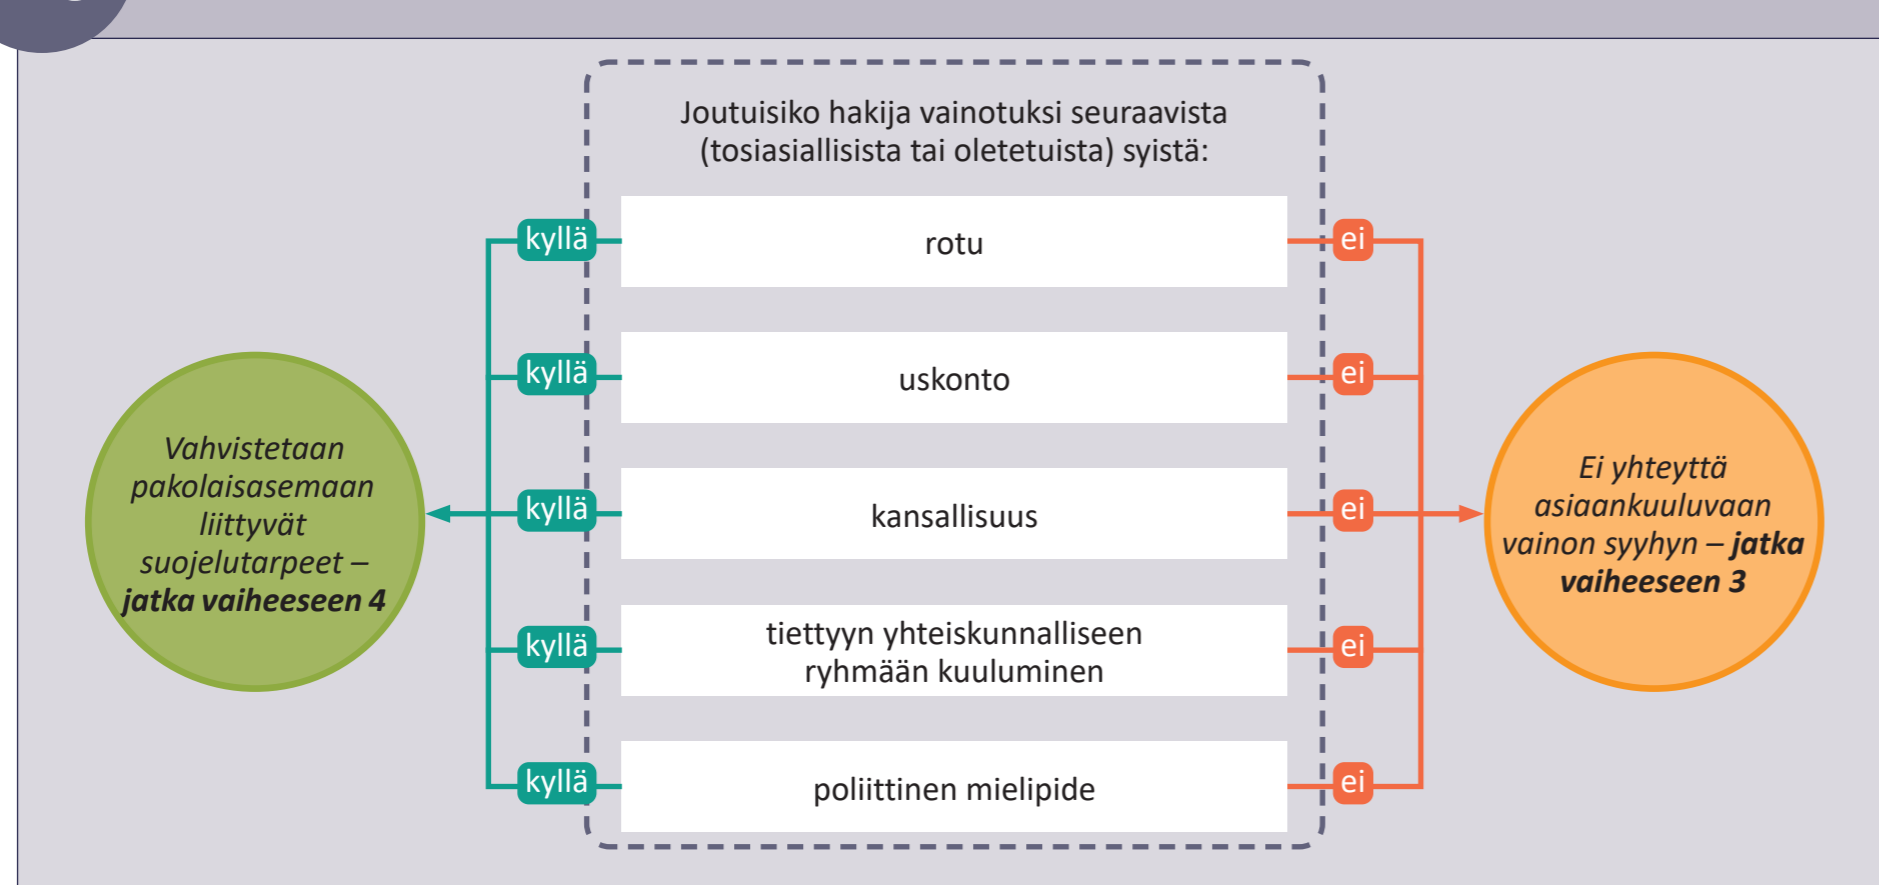 Joutuisiko hakija vainotuksi seuraavista
(tosiasiallisista tai oletetuista) syistä:
kyllä
rotu
ei
kyllä
uskonto
ei
kyllä
kansallisuus
ei
kyllä
tiettyyn yhteiskunnalliseen
ryhmään kuuluminen
ei
kyllä
poliittinen mielipide
ei
Vahvistetaan
pakolaisasemaan
liittyvät
suojelutarpeet –
jatka vaiheeseen 4
Ei yhteyttä
asiaankuuluvaan
vainon syyhyn – jatka
vaiheeseen 3